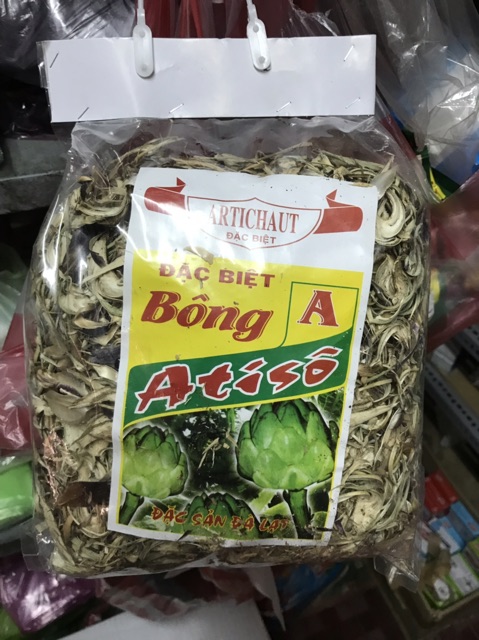 ARTICHAUT
ĐẶC BIỆT
ĐẶC BIỆT
Bông A
Atisô
ĐẶC SẢN ĐÀ LẠT